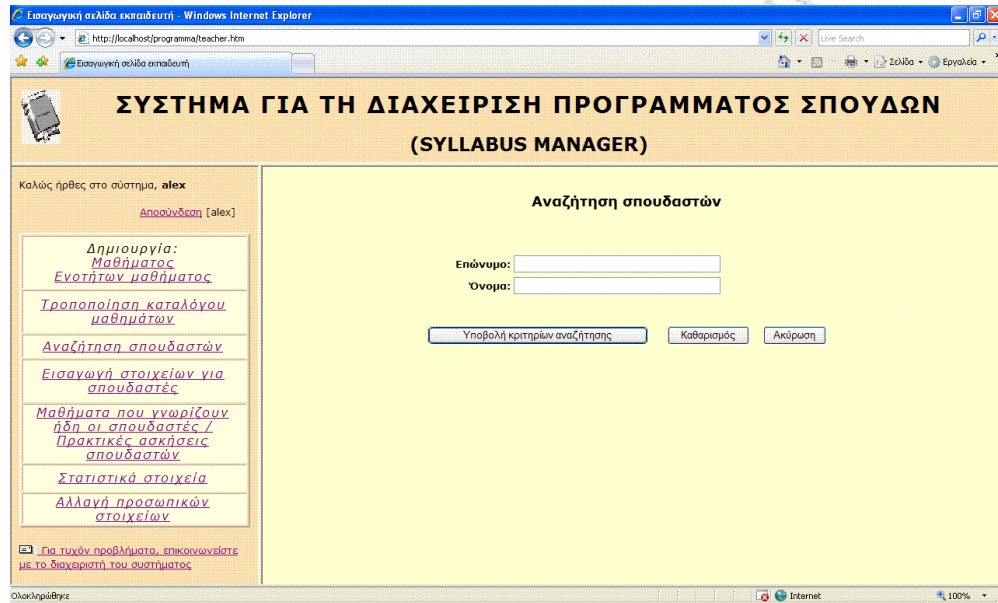 Εισαγωγική σελίδα εκπαιδευτή - Windows Internet Explorer
http://localhost/programma/teacher.htm
Live Search
Εισαγωγική σελίδα εκπαιδευτή
Σελίδα
Εργαλεία
ΣΥΣΤΗΜΑ ΓΙΑ ΤΗ ΔΙΑΧΕΙΡΙΣΗ ΠΡΟΓΡΑΜΜΑΤΟΣ ΣΠΟΥΔΩΝ
(SYLLABUS MANAGER)
Καλώς ήρθες στο σύστημα, alex
Αποσύνδεση [alex]
Δημιουργία:
Μαθήματος
Ενοτήτων μαθήματος
Τροποποίηση καταλόγου
μαθημάτων
Αναζήτηση σπουδαστών
Εισαγωγή στοιχείων για
σπουδαστές
Μαθήματα που γνωρίζουν
ήδη οι σπουδαστές /
Πρακτικές ασκήσεις
σπουδαστών
Στατιστικά στοιχεία
Αλλαγή προσωπικών
στοιχείων
Για τυχόν προβλήματα, επικοινωνείστε
με το διαχειριστή του συστήματος
Αναζήτηση σπουδαστών
Επώνυμο:
Όνομα:
Υποβολή κριτηρίων αναζήτησης
Καθαρισμός
Ακύρωση
Ολοκληρώθηκε
Internet
100%